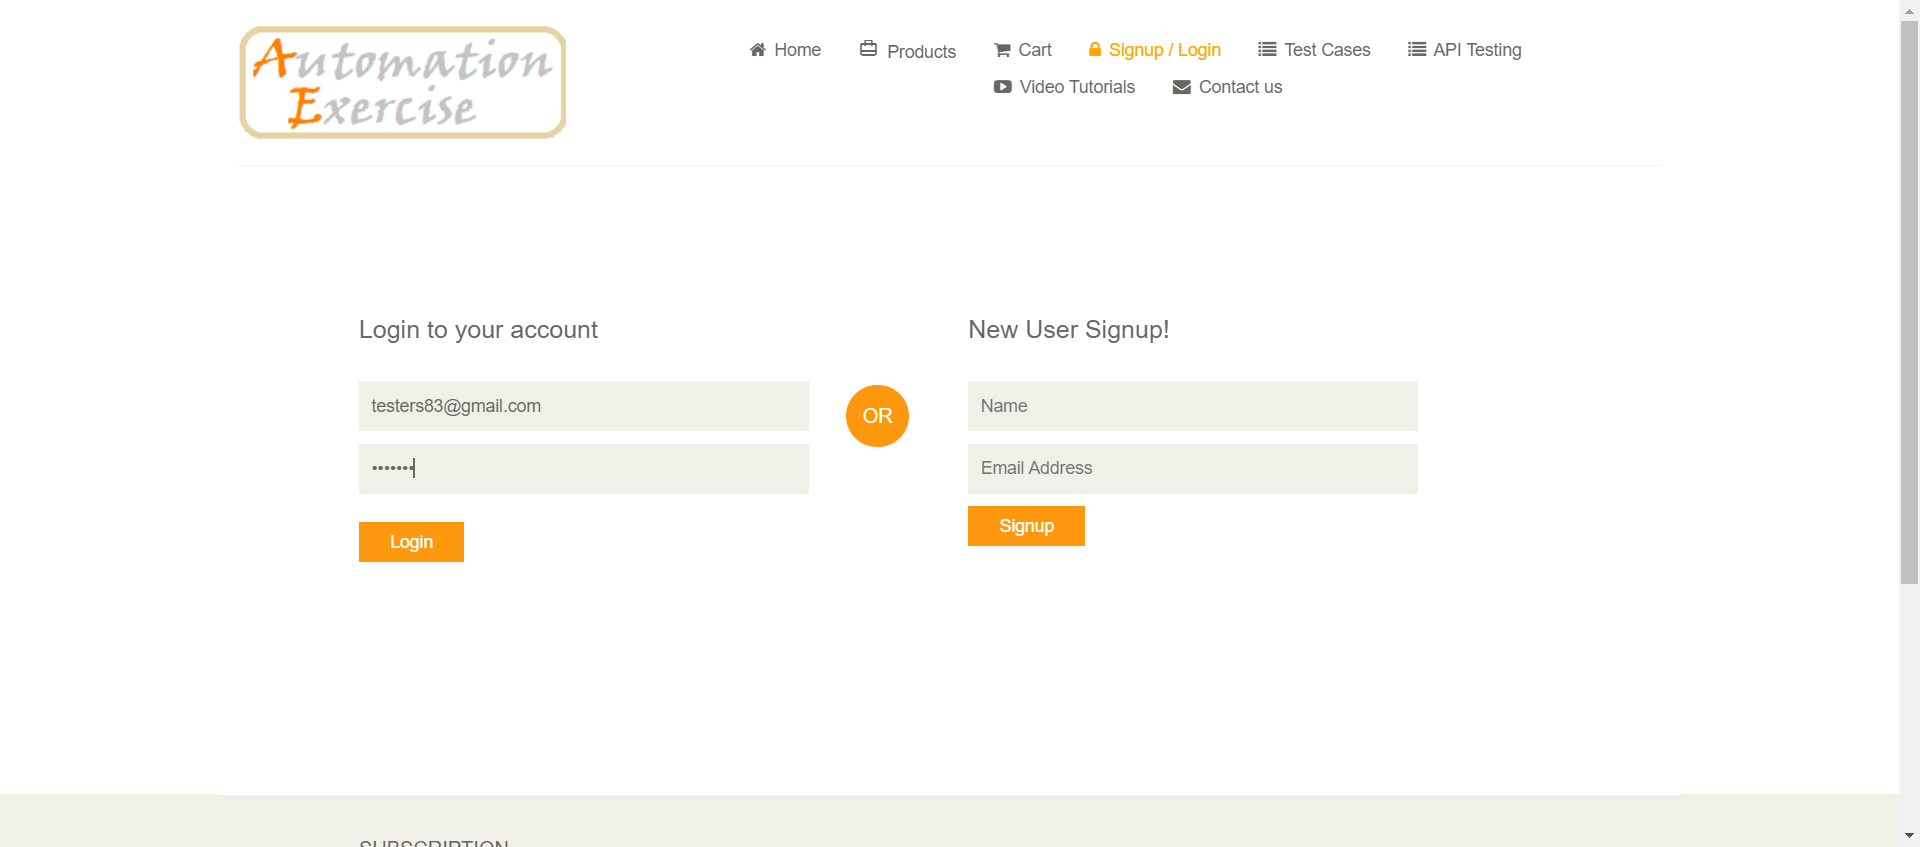 Automation
Exercise
Home
Products
Cart
Signup / Login
Test Cases
API Testing
Video Tutorials
Contact us
Login to your account
New User Signup!
testers83@gmail.com
OR
Name
•••••••
Email Address
Login
Signup
SUBSCRIPTION